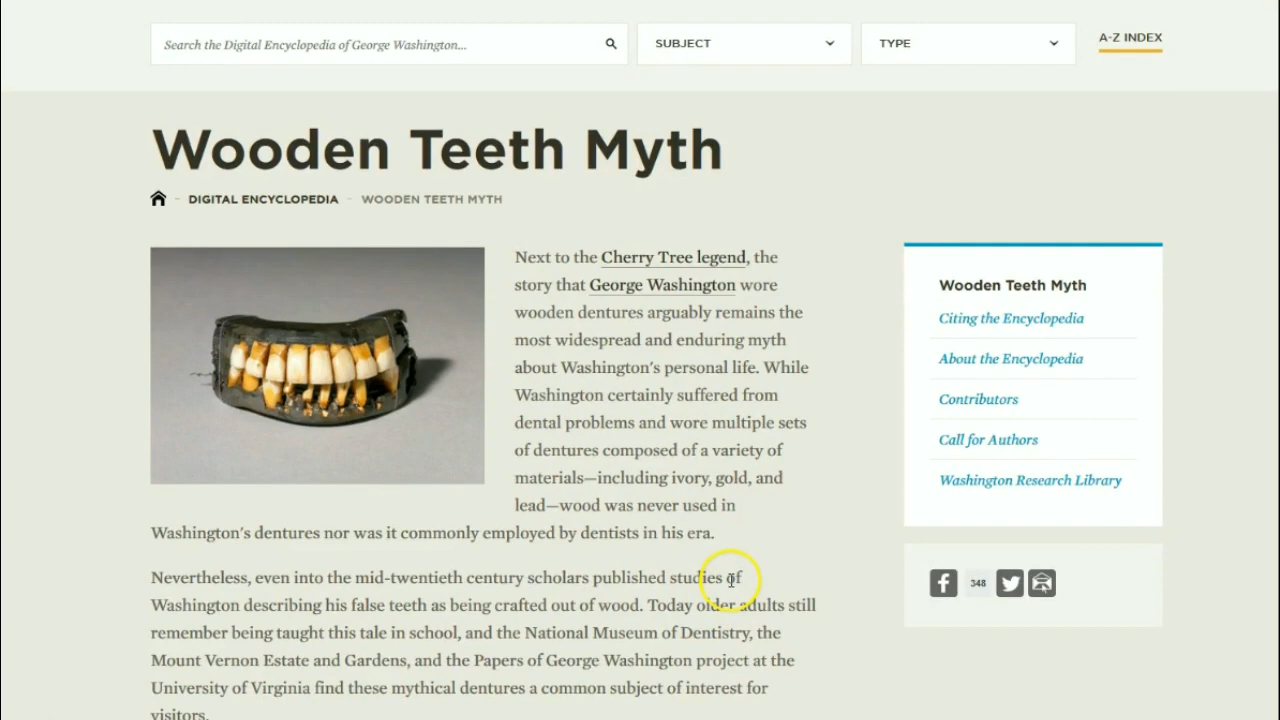 Search the Digital Encyclopedia of George Washington...
SUBJECT
TYPE
A-Z INDEX
Wooden Teeth Myth
DIGITAL ENCYCLOPEDIA – WOODEN TEETH MYTH
Next to the Cherry Tree legend, the
story that George Washington wore
wooden dentures arguably remains the
most widespread and enduring myth
about Washington's personal life. While
Washington certainly suffered from
dental problems and wore multiple sets
of dentures composed of a variety of
materials—including ivory, gold, and
lead—wood was never used in
Washington's dentures nor was it commonly employed by dentists in his era.
Nevertheless, even into the mid-twentieth century scholars published studies of
Washington describing his false teeth as being crafted out of wood. Today older adults still
remember being taught this tale in school, and the National Museum of Dentistry, the
Mount Vernon Estate and Gardens, and the Papers of George Washington project at the
University of Virginia find these mythical dentures a common subject of interest for
visitors.
Wooden Teeth Myth
Citing the Encyclopedia
About the Encyclopedia
Contributors
Call for Authors
Washington Research Library
348